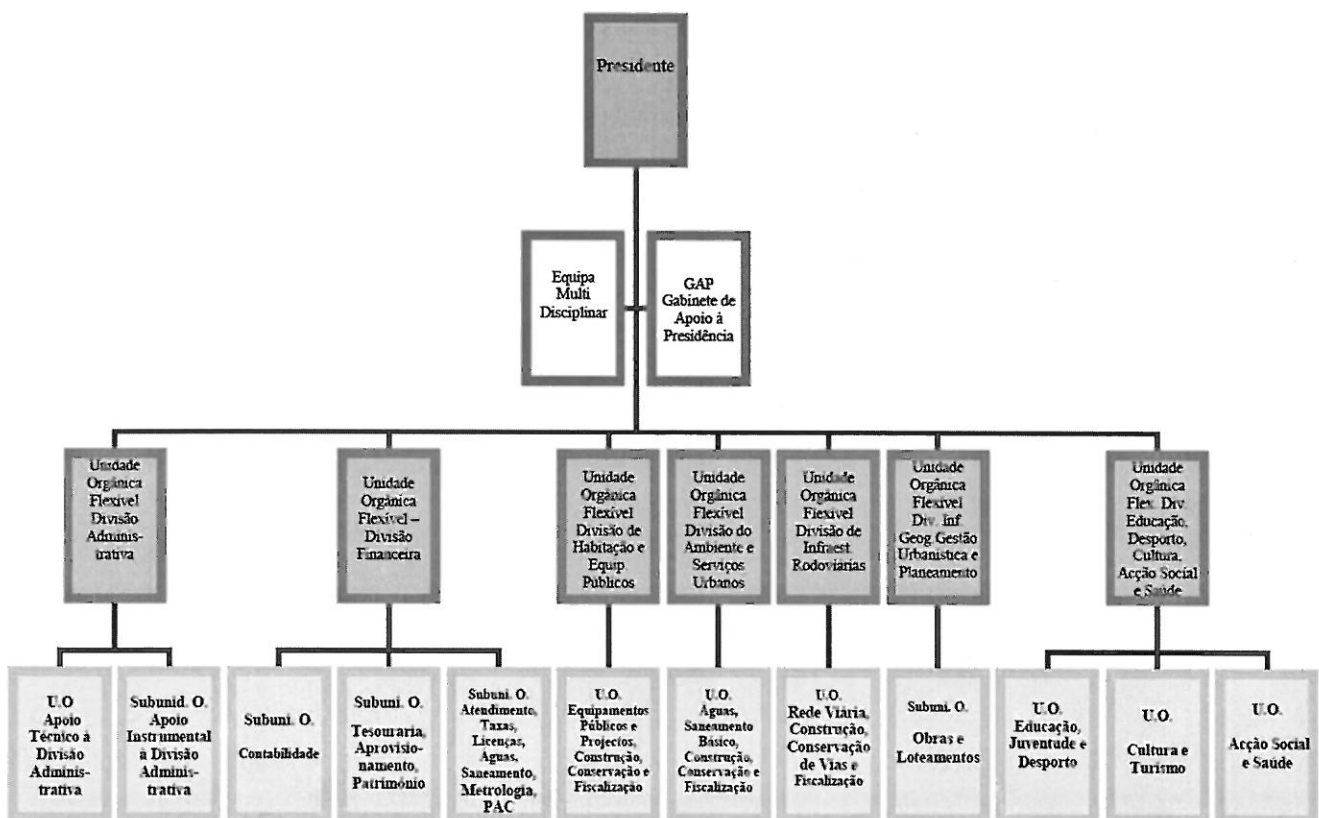 Presidente
Equipa
Multi
Disciplinar
GAP
Gabinete de
Apoio à
Presidência
Unidade
Orgânica
Flexível
Divisão
Adminis-
trativa
Unidade
Orgânica
Flexível –
Divisão
Financeira
Unidade
Orgânica
Flexível
Divisão de
Habitação e
Equip.
Públicos
Unidade
Orgânica
Flexível
Divisão do
Ambiente e
Serviços
Urbanos
Unidade
Orgânica
Flexível
Divisão de
Infraest.
Rodoviárias
Unidade
Orgânica
Flexível
Div. Inf.
Geog.Gestão
Urbanística e
Planeamento
Unidade
Orgânica
Flex. Div.
Educação,
Desporto,
Cultura,
Acção Social
e Saúde
U.O
Apoio
Técnico à
Divisão
Adminis-
trativa
Subunid. O.
Apoio
Instrumental
à Divisão
Adminis-
trativa
Subuni. O.
Contabilidade
Subuni. O.
Tesouraria,
Aprovisio-
namento,
Património
Subuni. O.
Atendimento,
Taxas,
Licenças,
Águas,
Saneamento,
Metrologia,
PAC
U.O.
Equipamentos
Públicos e
Projectos,
Construção,
Conservação e
Fiscalização
U.O.
Águas,
Saneamento
Básico,
Construção,
Conservação e
Fiscalização
U.O.
Rede Viária,
Construção,
Conservação
de Vias e
Fiscalização
Subuni. O.
Obras e
Loteamentos
U.O.
Educação,
Juventude e
Desporto
U.O.
Cultura e
Turismo
U.O.
Acção Social
e Saúde